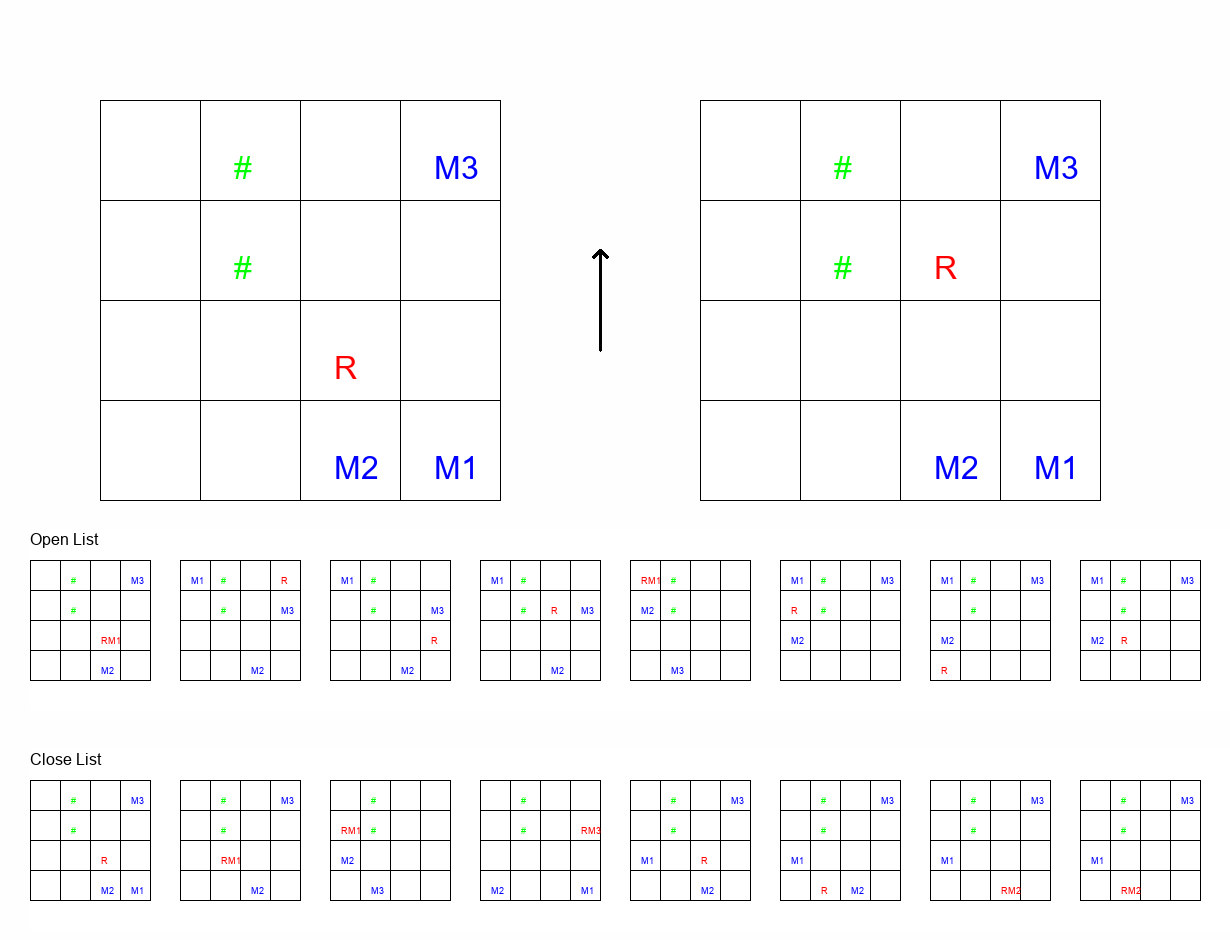 # M3 # M3
# # R
R
M2 M1 M2 M1
Open List
# M3 M1 # R M1 # M1 # RM1 # M1 # M3 M1 # M3 M1 # M3
# # M3 # M3 # R M3 M2 # R # # #
RM1 R M2 M2 M2 R
M2 M2 M2 M2 M3 R
Close List
# M3 # M3 # # # M3 # M3 # M3 # M3
# # RM1 # # RM3 # # # #
R RM1 M2 M1 R M1 M1 M1
M2 M1 M2 M3 M2 M1 M2 R M2 RM2 RM2